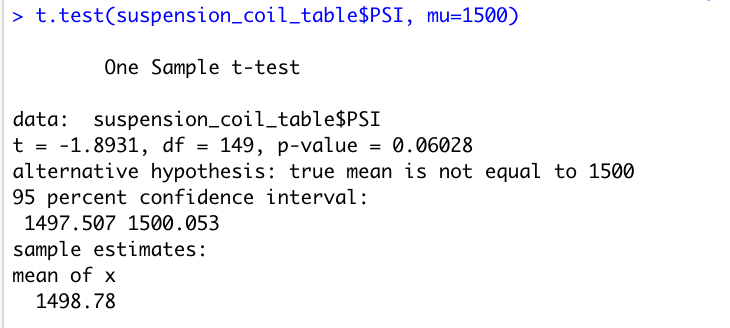 > t.test(suspension_coil_table$PSI, mu=1500)
One Sample t-test
data:  suspension_coil_table$PSI
t = -1.8931, df = 149, p-value = 0.06028
alternative hypothesis: true mean is not equal to 1500
95 percent confidence interval:
1497.507 1500.053
sample estimates:
mean of x
1498.78